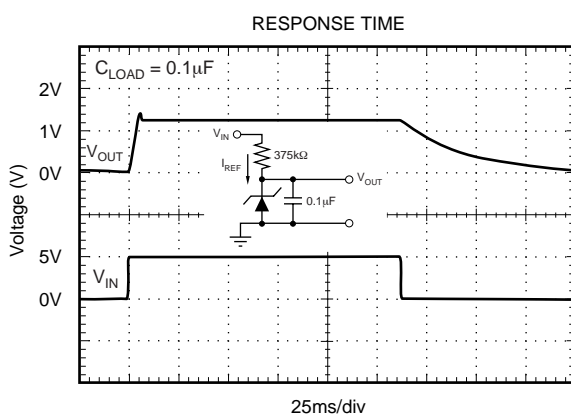 RESPONSE TIME
C_LOAD = 0.1µF
2V
1V
0V
V_OUT
V_IN
375kΩ
I_REF
V_OUT
0.1µF
Voltage (V)
5V
0V
V_IN
25ms/div